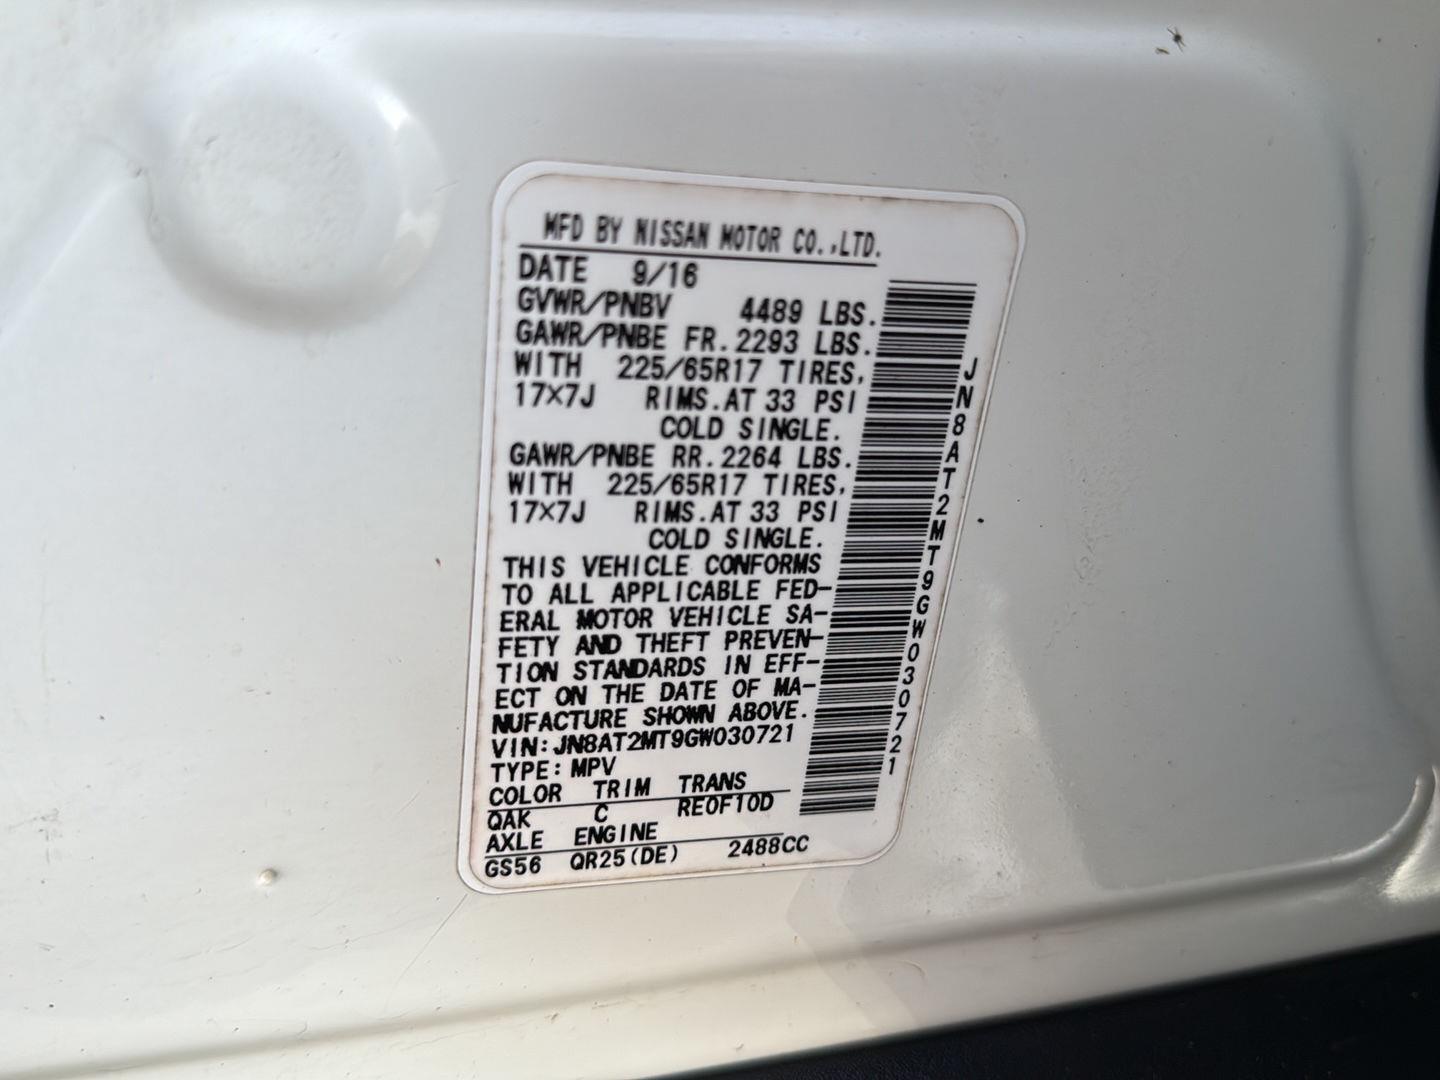 MFD BY NISSAN MOTOR CO.,LTD.
DATE 9/16
GVWR/PNBV 4489 LBS.
GAWR/PNBE FR.2293 LBS.
WITH 225/65R17 TIRES,
17×7J RIMS.AT 33 PSI
COLD SINGLE.
GAWR/PNBE RR.2264 LBS.
WITH 225/65R17 TIRES,
17×7J RIMS.AT 33 PSI
COLD SINGLE.
THIS VEHICLE CONFORMS
TO ALL APPLICABLE FED-
ERAL MOTOR VEHICLE SA-
FETY AND THEFT PREVEN-
TION STANDARDS IN EFF-
ECT ON THE DATE OF MA-
NUFACTURE SHOWN ABOVE.
VIN:JN8AT2MT9GW030721
TYPE:MPV
COLOR TRIM TRANS
QAK C RE0F10D
AXLE ENGINE
GS56 QR25(DE) 2488CC
JN8AT2MT9GW030721